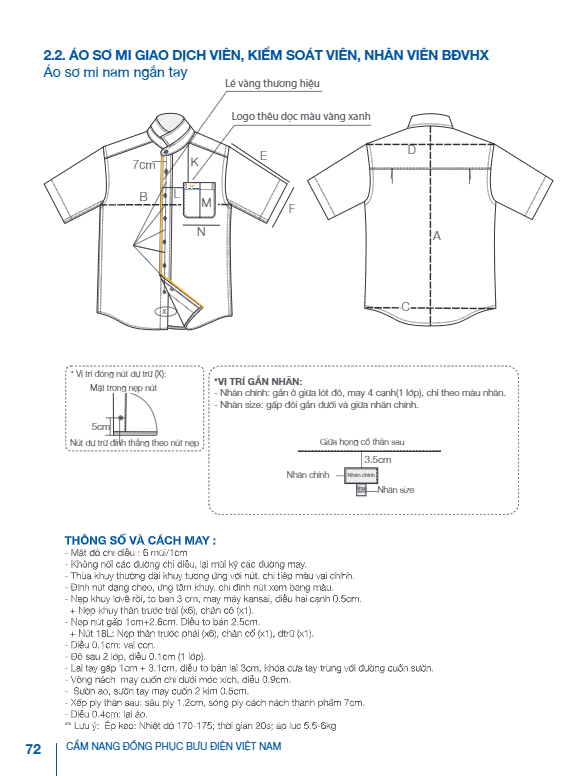 2.2. ÁO SƠ MI GIAO DỊCH VIÊN, KIỂM SOÁT VIÊN, NHÂN VIÊN BĐVHX
Áo sơ mi nam ngắn tay
Lé vàng thương hiệu
Logo thêu dọc màu vàng xanh
7cm
K
E
D
B
L
M
F
N
A
C
X
* Vị trí đóng nút dự trữ (X):
Mặt trong nẹp nút
5cm
Nút dự trữ đính thẳng theo nút nẹp
*VỊ TRÍ GẮN NHÃN:
- Nhãn chính: gắn ở giữa lót đô, may 4 cạnh(1 lớp), chỉ theo màu nhãn.
- Nhãn size: gấp đôi gắn dưới và giữa nhãn chính.
Giữa họng cổ thân sau
3.5cm
Nhãn chính
Nhãn chính
Nhãn size
THÔNG SỐ VÀ CÁCH MAY :
- Mật độ chỉ diễu : 6 mũi/1cm
- Không nối các đường chỉ diễu, lại mũi kỹ các đường may.
- Thùa khuy thường dài khuy tương ứng với nút, chỉ tiệp màu vải chính.
- Đính nút dạng chéo, ứng tâm khuy, chỉ đính nút xem bảng màu.
- Nẹp khuy lơvê rời, to bản 3 cm, may máy kansai, diễu hai cạnh 0.5cm.
+ Nẹp khuy thân trước trái (x6), chân cổ (x1).
- Nẹp nút gấp 1cm+2.6cm. Diễu to bản 2.5cm.
+ Nút 18L: Nẹp thân trước phải (x6), chân cổ (x1), dtrữ (x1).
- Diễu 0.1cm: vai con.
- Đô sau 2 lớp, diễu 0.1cm (1 lớp).
- Lai tay gấp 1cm + 3.1cm, diễu to bản lai 3cm, khóa cửa tay trùng với đường cuốn sườn.
- Vòng nách may cuốn chỉ dưới móc xích, diễu 0.9cm.
- Sườn áo, sườn tay may cuốn 2 kim 0.5cm.
- Xếp ply thân sau: sâu ply 1.2cm, sóng ply cách nách thành phẩm 7cm.
- Diễu 0.4cm: lai áo.
** Lưu ý: Ép keo: Nhiệt độ 170-175; thời gian 20s; áp lực 5.5-6kg
72
CẨM NANG ĐỒNG PHỤC BƯU ĐIỆN VIỆT NAM